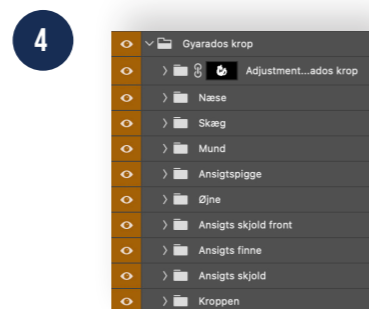 4
Gyarados krop
Adjustment...ados krop
Næse
Skæg
Mund
Ansigtspigge
Øjne
Ansigts skjold front
Ansigts finne
Ansigts skjold
Kroppen